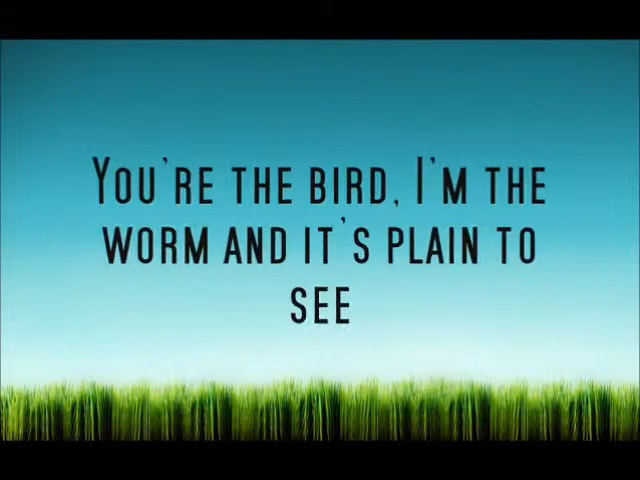 You're the bird, I'm the
worm and it's plain to
see